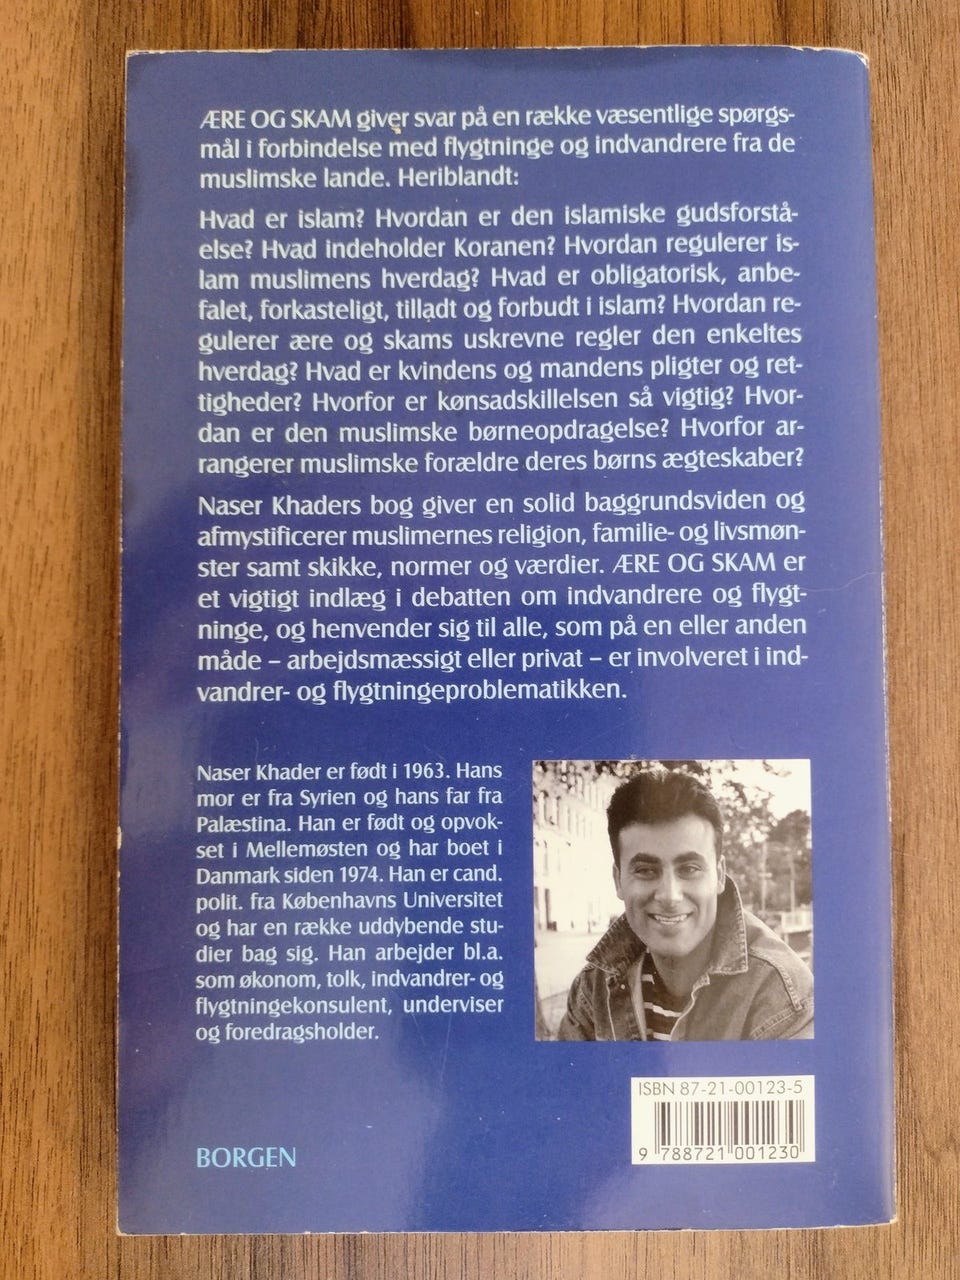 ÆRE OG SKAM giver svar på en række væsentlige spørgs-
mål i forbindelse med flygtninge og indvandrere fra de
muslimske lande. Heriblandt:
Hvad er islam? Hvordan er den islamiske gudsforstå-
else? Hvad indeholder Koranen? Hvordan regulerer is-
lam muslimens hverdag? Hvad er obligatorisk, anbe-
falet, forkasteligt, tilladt og forbudt i islam? Hvordan re-
gulerer ære og skams uskrevne regler den enkeltes
hverdag? Hvad er kvindens og mandens pligter og ret-
tigheder? Hvorfor er kønsadskillelsen så vigtig? Hvor-
dan er den muslimske børneopdragelse? Hvorfor ar-
rangerer muslimske forældre deres børns ægteskaber?
Naser Khaders bog giver en solid baggrundsviden og
afmystificerer muslimernes religion, familie- og livsmøn-
ster samt skikke, normer og værdier. ÆRE OG SKAM er
et vigtigt indlæg i debatten om indvandrere og flygt-
ninge, og henvender sig til alle, som på en eller anden
måde – arbejdsmæssigt eller privat – er involveret i ind-
vandrer- og flygtningeproblematikken.
Naser Khader er født i 1963. Hans
mor er fra Syrien og hans far fra
Palæstina. Han er født og opvok-
set i Mellemøsten og har boet i
Danmark siden 1974. Han er cand.
polit. fra Københavns Universitet
og har en række uddybende stu-
dier bag sig. Han arbejder bl.a.
som økonom, tolk, indvandrer- og
flygtningekonsulent, underviser
og foredragsholder.
ISBN 87-21-00123-5
9 788721 001230
BORGEN